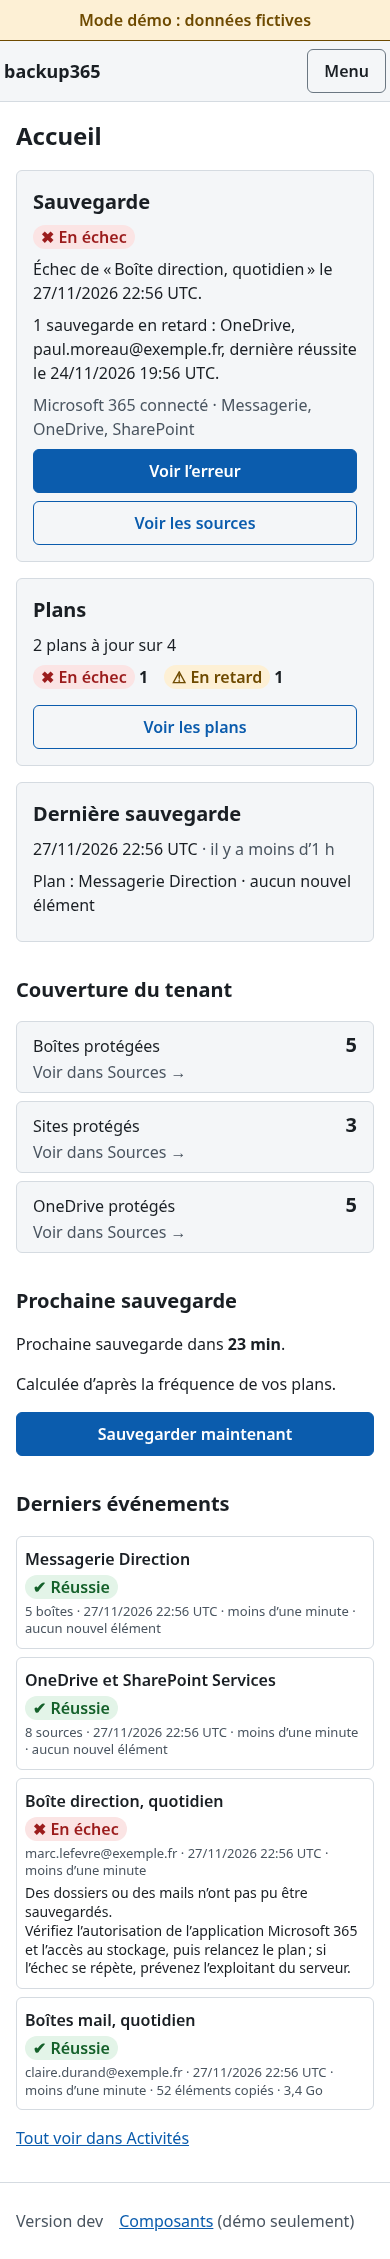 Mode démo : données fictives
backup365
Menu
Accueil
Sauvegarde
✖ En échec
Échec de « Boîte direction, quotidien » le
27/11/2026 22:56 UTC.
1 sauvegarde en retard : OneDrive,
paul.moreau@exemple.fr, dernière réussite
le 24/11/2026 19:56 UTC.
Microsoft 365 connecté · Messagerie,
OneDrive, SharePoint
Voir l’erreur
Voir les sources
Plans
2 plans à jour sur 4
✖ En échec 1 ⚠ En retard 1
Voir les plans
Dernière sauvegarde
27/11/2026 22:56 UTC · il y a moins d’1 h
Plan : Messagerie Direction · aucun nouvel
élément
Couverture du tenant
Boîtes protégées 5
Voir dans Sources →
Sites protégés 3
Voir dans Sources →
OneDrive protégés 5
Voir dans Sources →
Prochaine sauvegarde
Prochaine sauvegarde dans 23 min.
Calculée d’après la fréquence de vos plans.
Sauvegarder maintenant
Derniers événements
Messagerie Direction
✔ Réussie
5 boîtes · 27/11/2026 22:56 UTC · moins d’une minute ·
aucun nouvel élément
OneDrive et SharePoint Services
✔ Réussie
8 sources · 27/11/2026 22:56 UTC · moins d’une minute
· aucun nouvel élément
Boîte direction, quotidien
✖ En échec
marc.lefevre@exemple.fr · 27/11/2026 22:56 UTC ·
moins d’une minute
Des dossiers ou des mails n’ont pas pu être
sauvegardés.
Vérifiez l’autorisation de l’application Microsoft 365
et l’accès au stockage, puis relancez le plan ; si
l’échec se répète, prévenez l’exploitant du serveur.
Boîtes mail, quotidien
✔ Réussie
claire.durand@exemple.fr · 27/11/2026 22:56 UTC ·
moins d’une minute · 52 éléments copiés · 3,4 Go
Tout voir dans Activités
Version dev Composants (démo seulement)